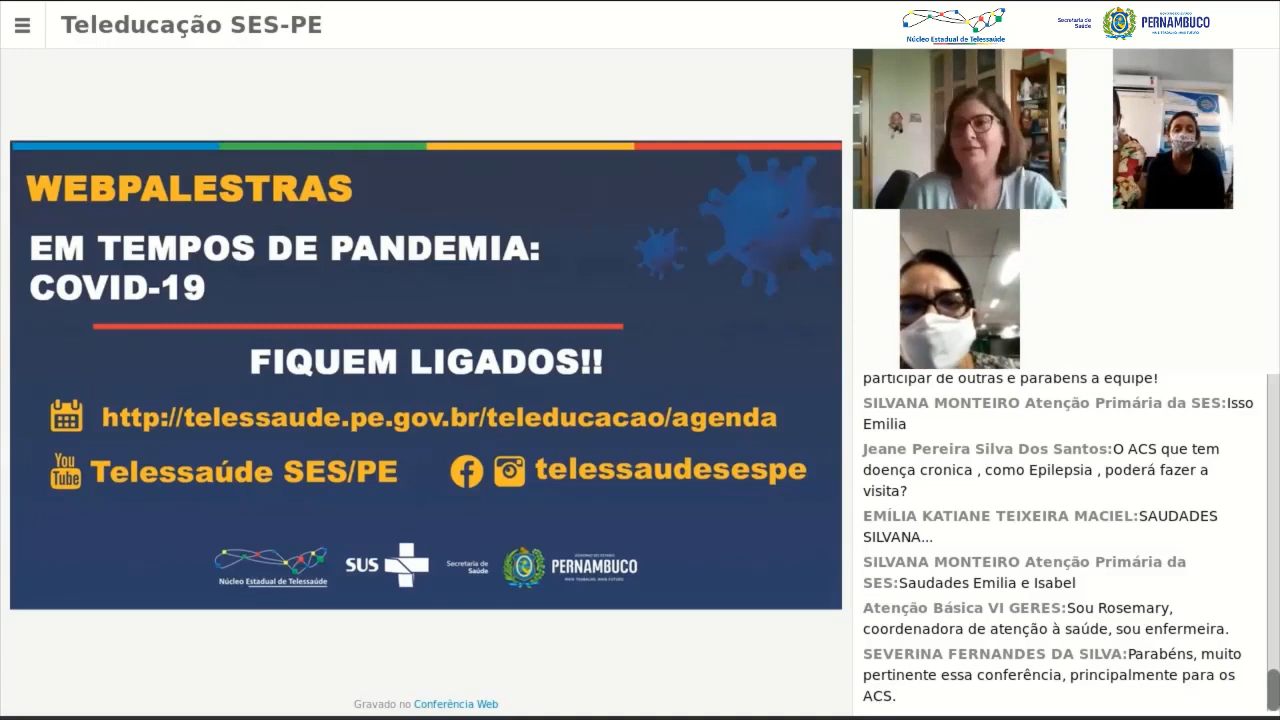 Teleducação SES-PE
Núcleo Estadual de Telessaúde
Secretaria de
Saúde
PERNAMBUCO
WEBPALESTRAS
EM TEMPOS DE PANDEMIA:
COVID-19
FIQUEM LIGADOS!!
http://telessaude.pe.gov.br/teleducacao/agenda
You
Tube
Telessaúde SES/PE
telessaudesespe
Núcleo Estadual de Telessaúde
SUS
Secretaria de
Saúde
PERNAMBUCO
Gravado no Conferência Web
participar de outras e parabens a equipe!
SILVANA MONTEIRO Atenção Primária da SES:Isso
Emilia
Jeane Pereira Silva Dos Santos:O ACS que tem
doença cronica , como Epilepsia , poderá fazer a
visita?
EMÍLIA KATIANE TEIXEIRA MACIEL:SAUDADES
SILVANA...
SILVANA MONTEIRO Atenção Primária da
SES:Saudades Emilia e Isabel
Atenção Básica VI GERES:Sou Rosemary,
coordenadora de atenção à saúde, sou enfermeira.
SEVERINA FERNANDES DA SILVA:Parabéns, muito
pertinente essa conferência, principalmente para os
ACS.